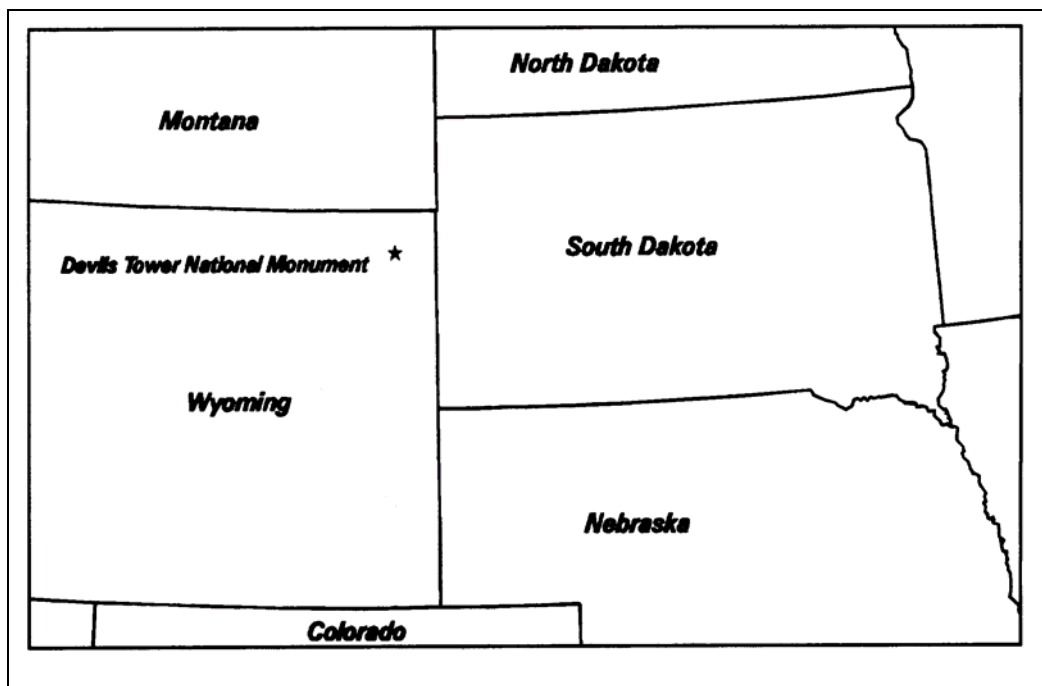 North Dakota
Montana
South Dakota
Devils Tower National Monument
Wyoming
Nebraska
Colorado